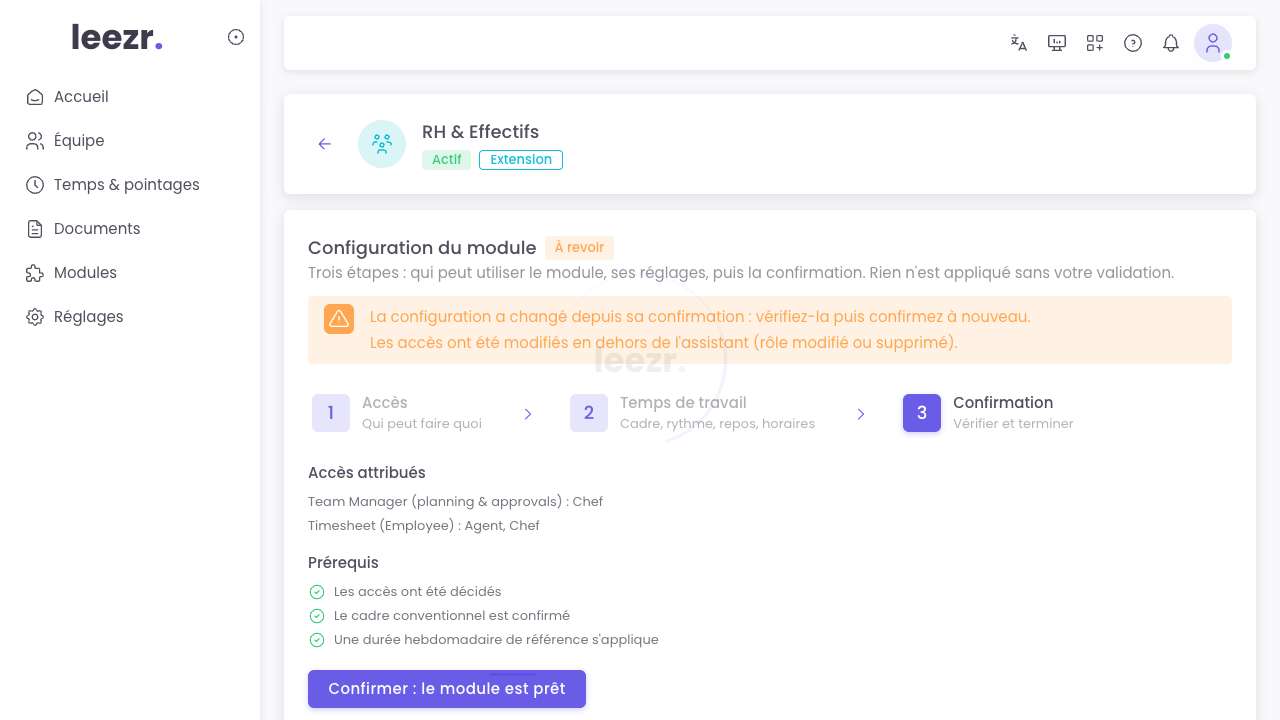 leezr.
Accueil
Équipe
Temps & pointages
Documents
Modules
Réglages
RH & Effectifs
Actif
Extension
Configuration du module
À revoir
Trois étapes : qui peut utiliser le module, ses réglages, puis la confirmation. Rien n'est appliqué sans votre validation.
La configuration a changé depuis sa confirmation : vérifiez-la puis confirmez à nouveau.
Les accès ont été modifiés en dehors de l'assistant (rôle modifié ou supprimé).
leezr.
1
Accès
Qui peut faire quoi
2
Temps de travail
Cadre, rythme, repos, horaires
3
Confirmation
Vérifier et terminer
Accès attribués
Team Manager (planning & approvals) : Chef
Timesheet (Employee) : Agent, Chef
Prérequis
Les accès ont été décidés
Le cadre conventionnel est confirmé
Une durée hebdomadaire de référence s'applique
Confirmer : le module est prêt